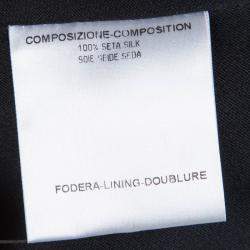 COMPOSIZIONE-COMPOSITION
100% SETA SILK
SOIE SEIDE SEDA
FODERA-LINING-DOUBLURE